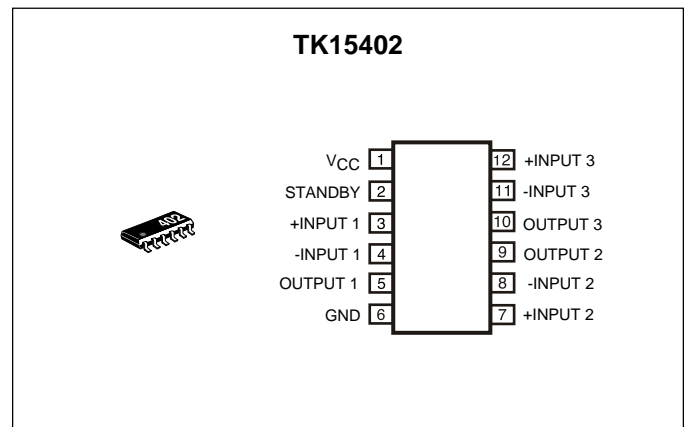 TK15402
402
VCC 1
STANDBY 2
+INPUT 1 3
-INPUT 1 4
OUTPUT 1 5
GND 6
12 +INPUT 3
11 -INPUT 3
10 OUTPUT 3
9 OUTPUT 2
8 -INPUT 2
7 +INPUT 2